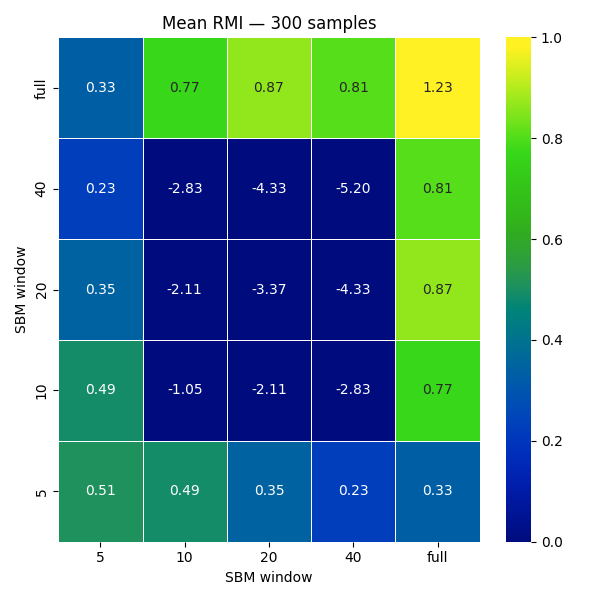 Mean RMI — 300 samples
full
0.33 0.77 0.87 0.81 1.23
40
0.23 -2.83 -4.33 -5.20 0.81
20
0.35 -2.11 -3.37 -4.33 0.87
10
0.49 -1.05 -2.11 -2.83 0.77
5
0.51 0.49 0.35 0.23 0.33
5 10 20 40 full
SBM window
SBM window
1.0
0.8
0.6
0.4
0.2
0.0